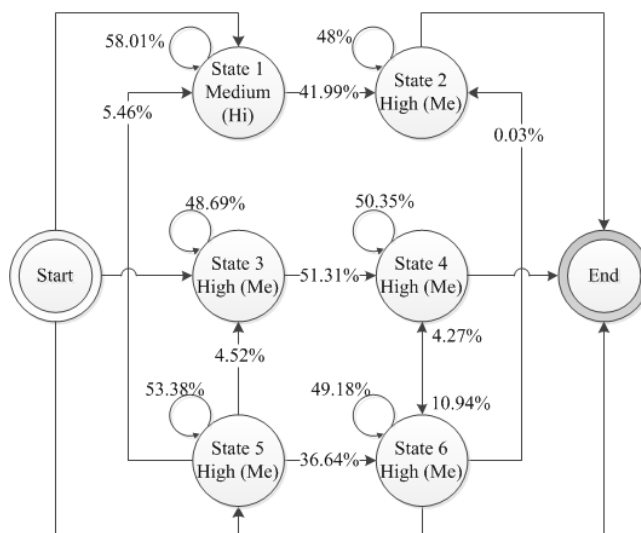 58.01%
State 1
Medium
(Hi)
41.99%
48%
State 2
High (Me)
5.46%
0.03%
48.69%
State 3
High (Me)
51.31%
50.35%
State 4
High (Me)
Start
End
4.52%
4.27%
53.38%
State 5
High (Me)
36.64%
49.18%
10.94%
State 6
High (Me)